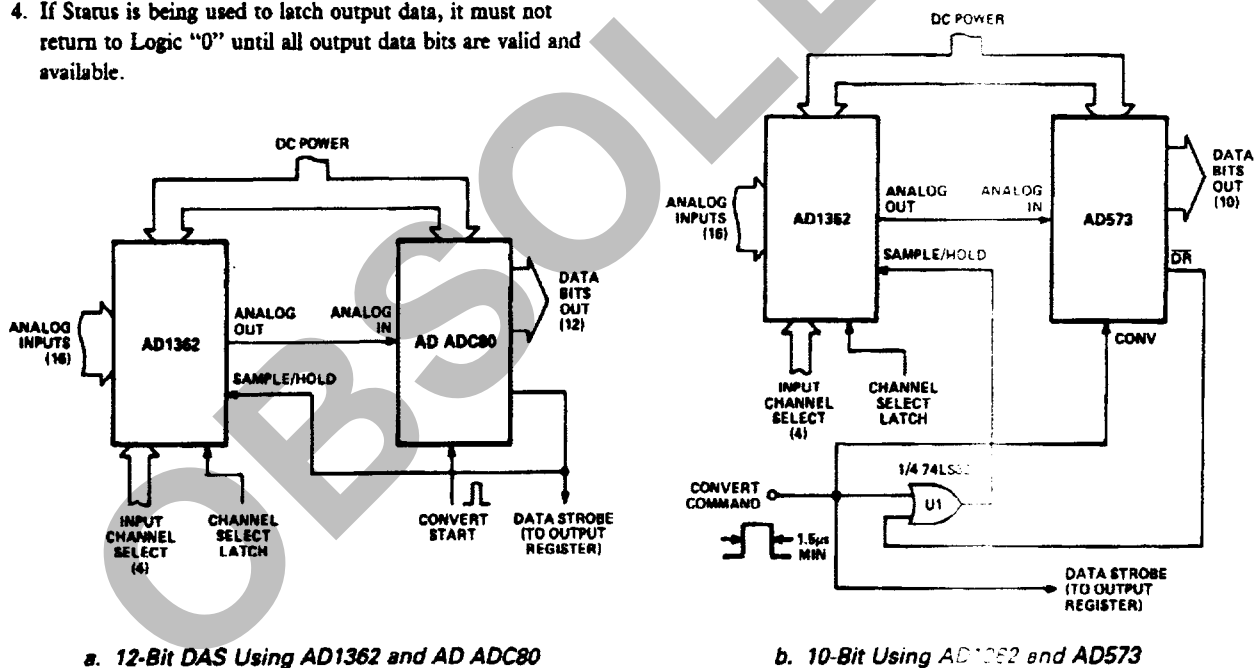 4. If Status is being used to latch output data, it must not
return to Logic “0” until all output data bits are valid and
available.
OBSOLE
DC POWER
ANALOG
INPUTS
(16)
AD1362
ANALOG
OUT
ANALOG
IN
AD ADC80
DATA
BITS
OUT
(12)
SAMPLE/HOLD
INPUT
CHANNEL
SELECT
(4)
CHANNEL
SELECT
LATCH
CONVERT
START
DATA STROBE
(TO OUTPUT
REGISTER)
a. 12-Bit DAS Using AD1362 and AD ADC80
DC POWER
ANALOG
INPUTS
(16)
AD1362
ANALOG
OUT
ANALOG
IN
AD573
DATA
BITS
OUT
(10)
SAMPLE/HOLD
DR
CONV
INPUT
CHANNEL
SELECT
(4)
CHANNEL
SELECT
LATCH
1/4
CONVERT
COMMAND
U1
1.5µs
MIN
DATA STROBE
(TO OUTPUT
REGISTER)
b. 10-Bit Using and AD573